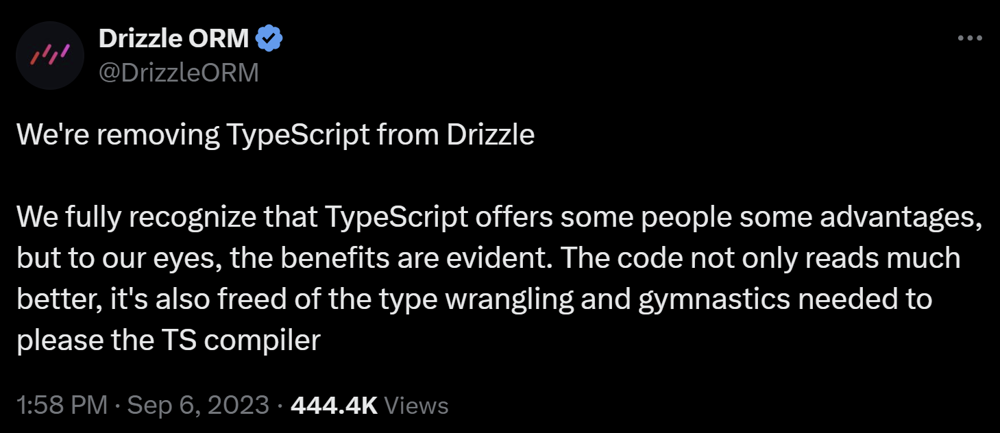 Drizzle ORM
@DrizzleORM
We're removing TypeScript from Drizzle
We fully recognize that TypeScript offers some people some advantages,
but to our eyes, the benefits are evident. The code not only reads much
better, it's also freed of the type wrangling and gymnastics needed to
please the TS compiler
1:58 PM · Sep 6, 2023 · 444.4K Views